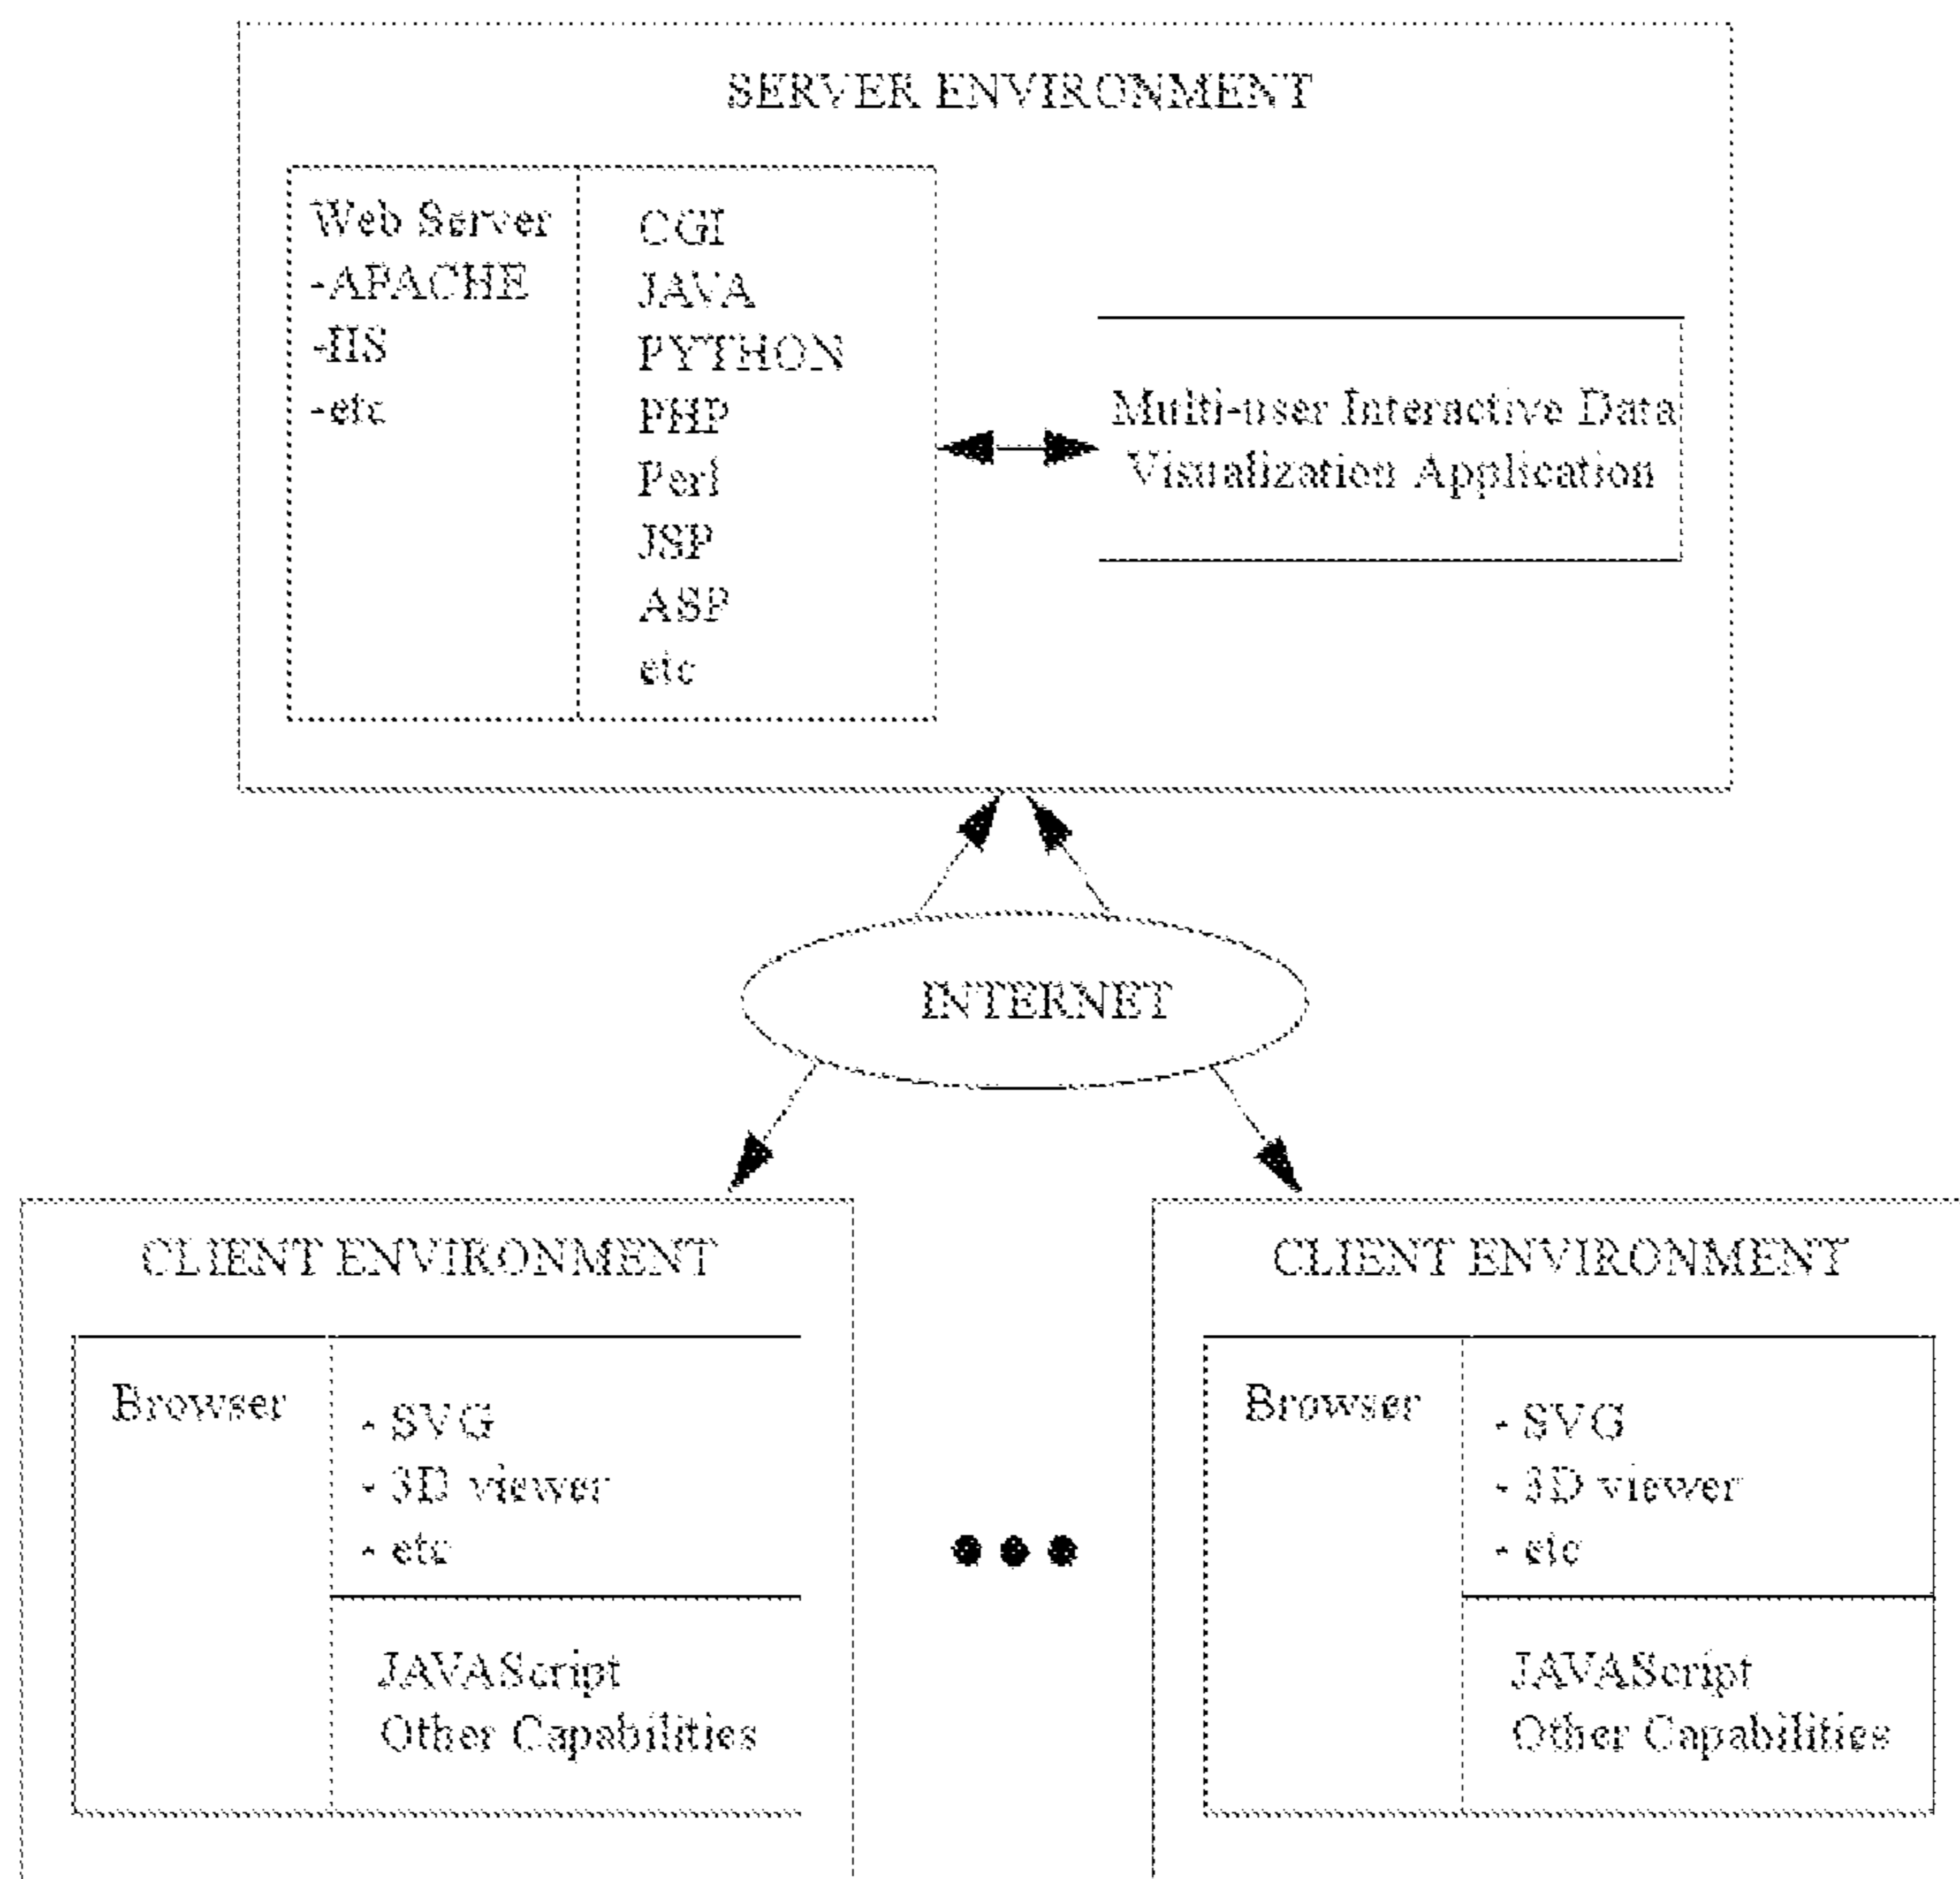 SERVER ENVIRONMENT
Web Server
-APACHE
-IIS
-etc
CGI
JAVA
PYTHON
PHP
Perl
JSP
ASP
etc
Multi-user Interactive Data
Visualization Application
INTERNET
CLIENT ENVIRONMENT
Browser
- SVG
- 3D viewer
- etc
JAVAScript
Other Capabilities
CLIENT ENVIRONMENT
Browser
- SVG
- 3D viewer
- etc
JAVAScript
Other Capabilities